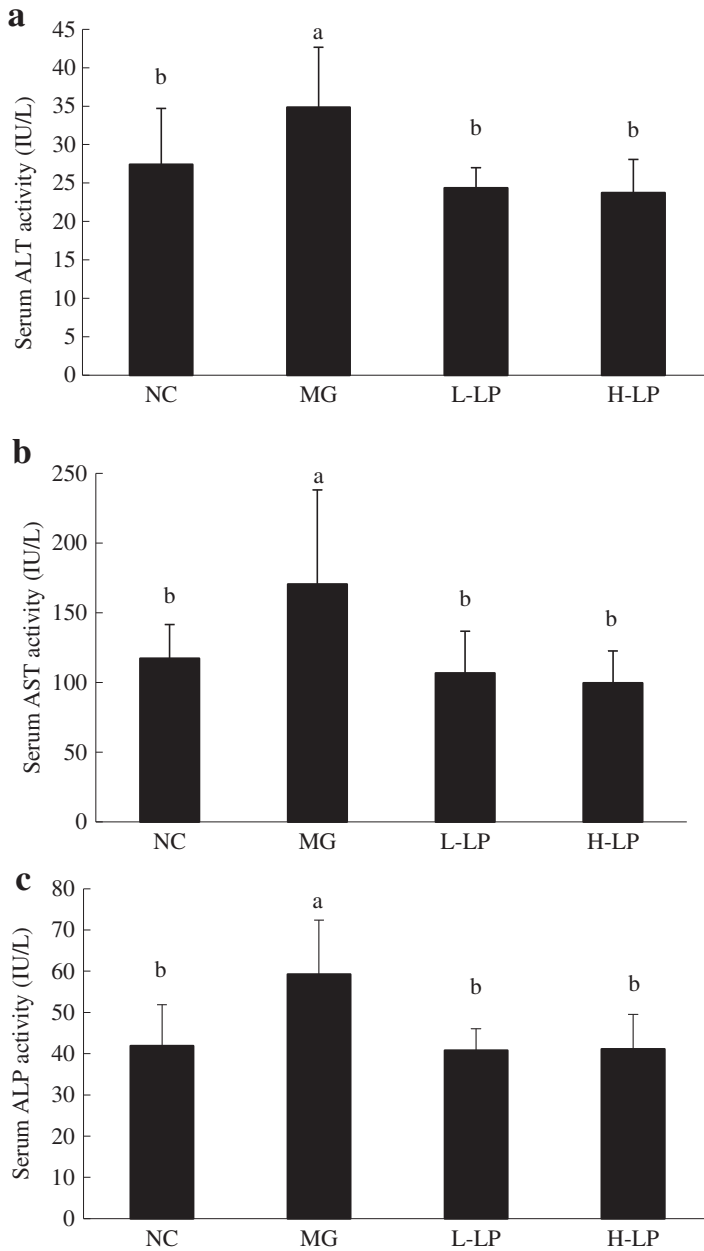 a
Serum ALT activity (IU/L)
45
40
35
30
25
20
15
10
5
0
b
a
b
b
NC MG L-LP H-LP
b
Serum AST activity (IU/L)
250
200
150
100
50
0
b
a
b
b
NC MG L-LP H-LP
c
Serum ALP activity (IU/L)
80
70
60
50
40
30
20
10
0
b
a
b
b
NC MG L-LP H-LP